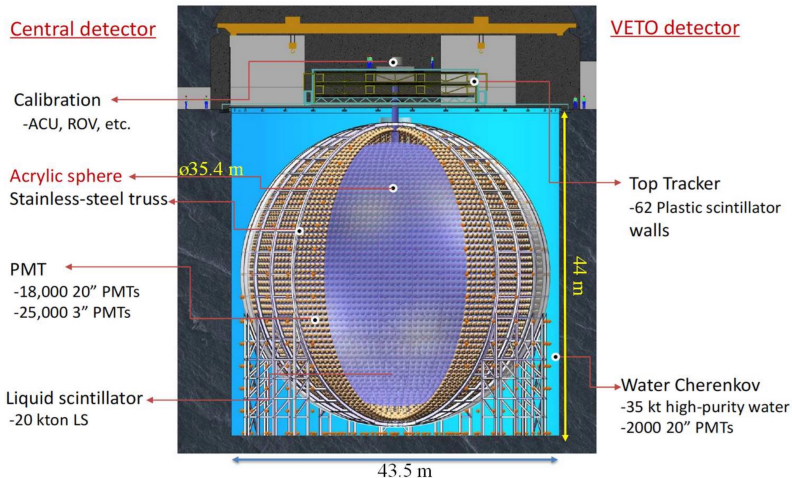 Central detector
VETO detector
Calibration
-ACU, ROV, etc.
Acrylic sphere
ø35.4 m
Stainless-steel truss
PMT
-18,000 20” PMTs
-25,000 3” PMTs
Liquid scintillator
-20 kton LS
Top Tracker
-62 Plastic scintillator
walls
44 m
Water Cherenkov
-35 kt high-purity water
-2000 20” PMTs
43.5 m